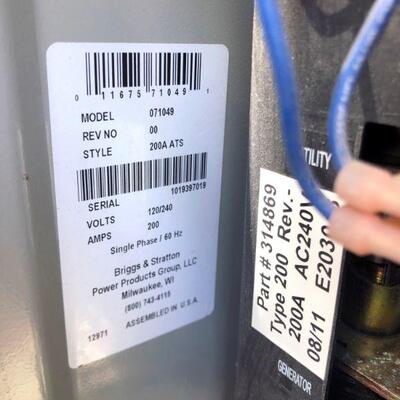 0 11675 71049 1
MODEL 071049
REV NO 00
STYLE 200A ATS
1019397019
SERIAL
VOLTS 120/240
AMPS 200
Single Phase / 60 Hz
Briggs & Stratton
Power Products Group, LLC
Milwaukee, WI
(800) 743-4115
12971 ASSEMBLED IN U.S.A.
UTILITY
Part # 314869
Type 200 Rev.-
200A AC240V
08/11 E2030
GENERATOR